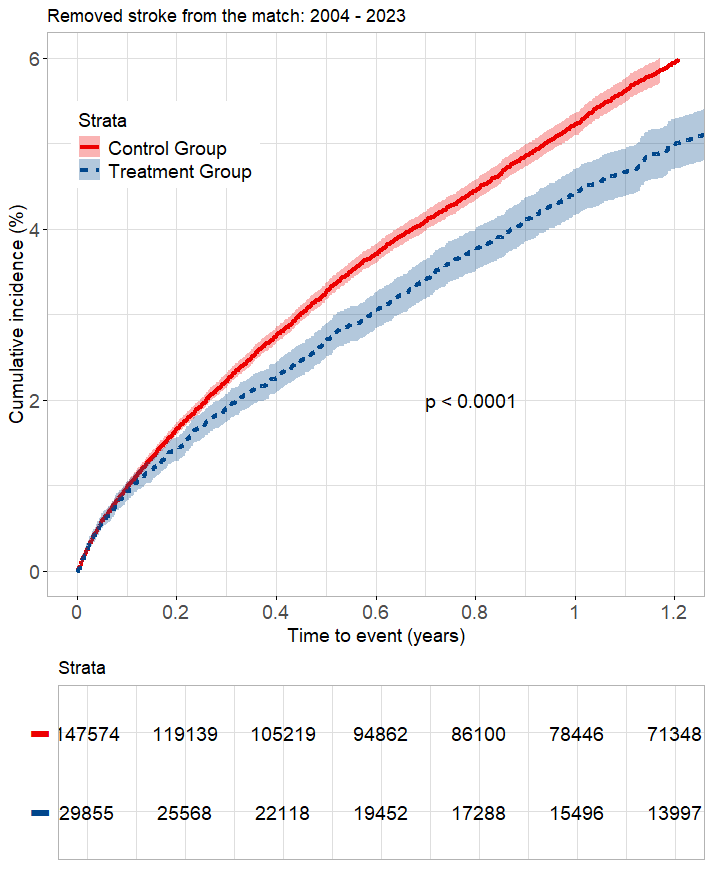 Removed stroke from the match: 2004 - 2023
Cumulative incidence (%)
6
4
2
0
Strata
Control Group
Treatment Group
p < 0.0001
0 0.2 0.4 0.6 0.8 1 1.2
Time to event (years)
Strata
147574 119139 105219 94862 86100 78446 71348
29855 25568 22118 19452 17288 15496 13997